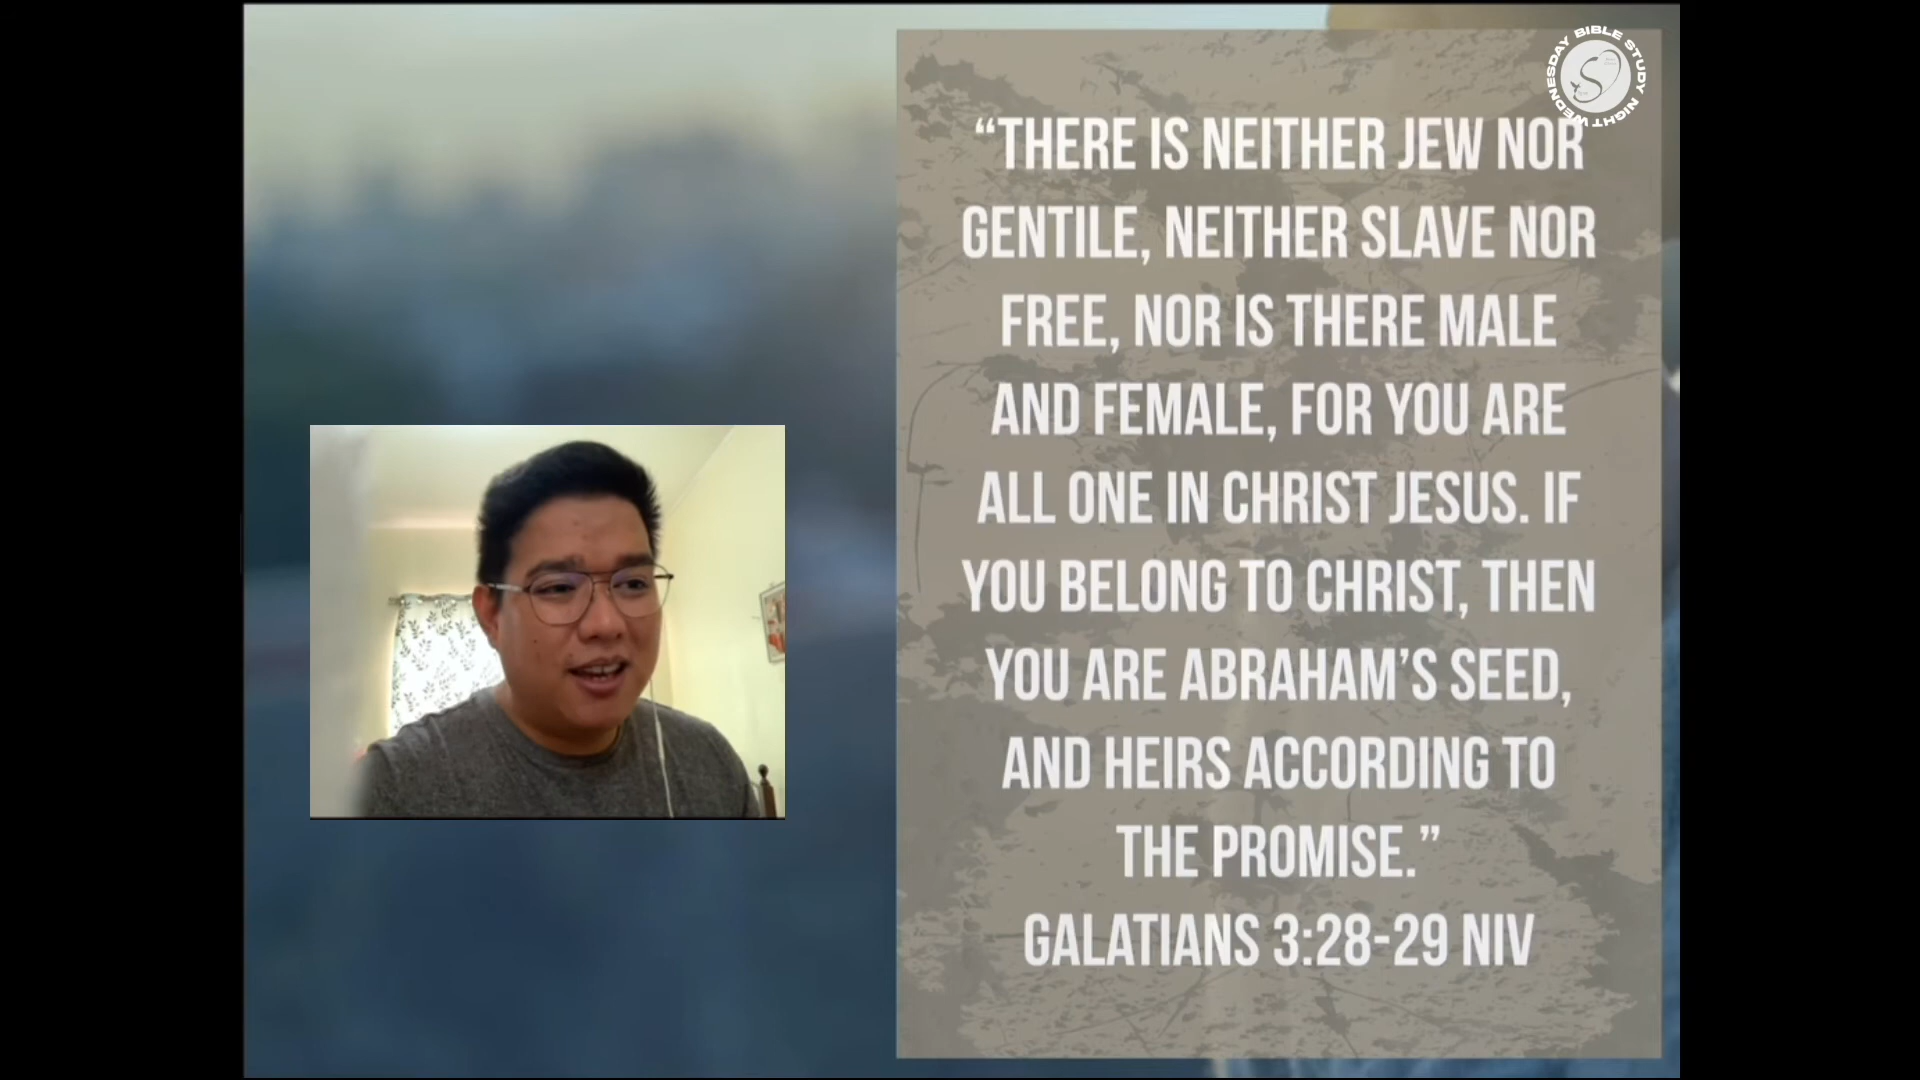 WEDNESDAY BIBLE STUDY NIGHT
S
“THERE IS NEITHER JEW NOR
GENTILE, NEITHER SLAVE NOR
FREE, NOR IS THERE MALE
AND FEMALE, FOR YOU ARE
ALL ONE IN CHRIST JESUS. IF
YOU BELONG TO CHRIST, THEN
YOU ARE ABRAHAM’S SEED,
AND HEIRS ACCORDING TO
THE PROMISE.”
GALATIANS 3:28-29 NIV